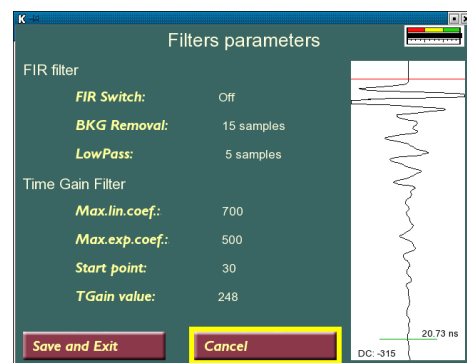 K
Filters parameters
FIR filter
FIR Switch: Off
BKG Removal: 15 samples
LowPass: 5 samples
Time Gain Filter
Max.lin.coef.: 700
Max.exp.coef.: 500
Start point: 30
TGain value: 248
Save and Exit Cancel
20.73 ns
DC: -315